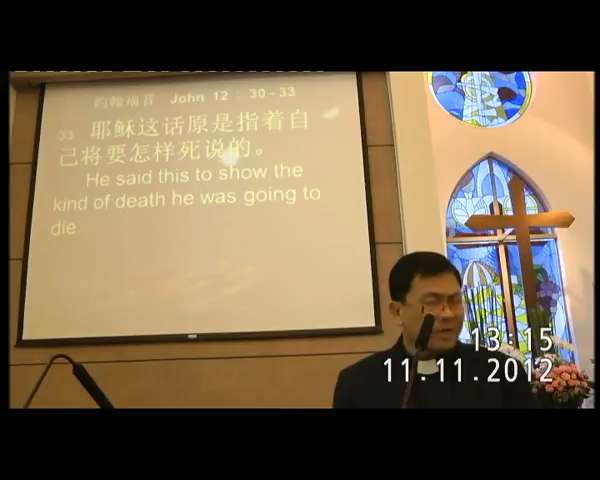 约翰福音 John 12 : 30 - 33
33 耶稣这话原是指着自
己将要怎样死说的。
He said this to show the
kind of death he was going to
die.
13:15
11.11.2012